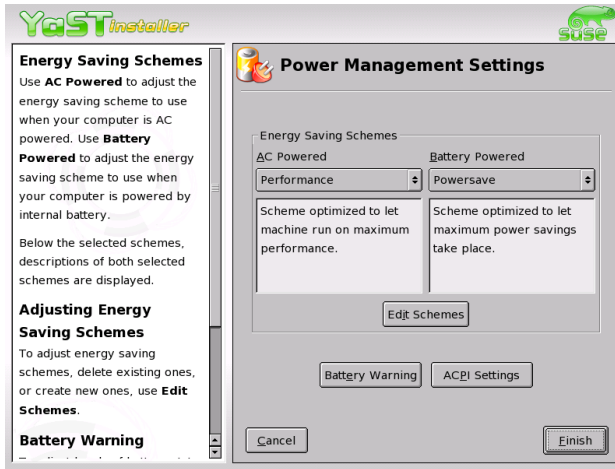 YaST installer
SUSE
Energy Saving Schemes
Use AC Powered to adjust the
energy saving scheme to use
when your computer is AC
powered. Use Battery
Powered to adjust the energy
saving scheme to use when
your computer is powered by
internal battery.
Below the selected schemes,
descriptions of both selected
schemes are displayed.
Adjusting Energy
Saving Schemes
To adjust energy saving
schemes, delete existing ones,
or create new ones, use Edit
Schemes.
Battery Warning
Power Management Settings
Energy Saving Schemes
AC Powered
Battery Powered
Performance
Powersave
Scheme optimized to let
machine run on maximum
performance.
Scheme optimized to let
maximum power savings
take place.
Edit Schemes
Battery Warning
ACPI Settings
Cancel
Finish